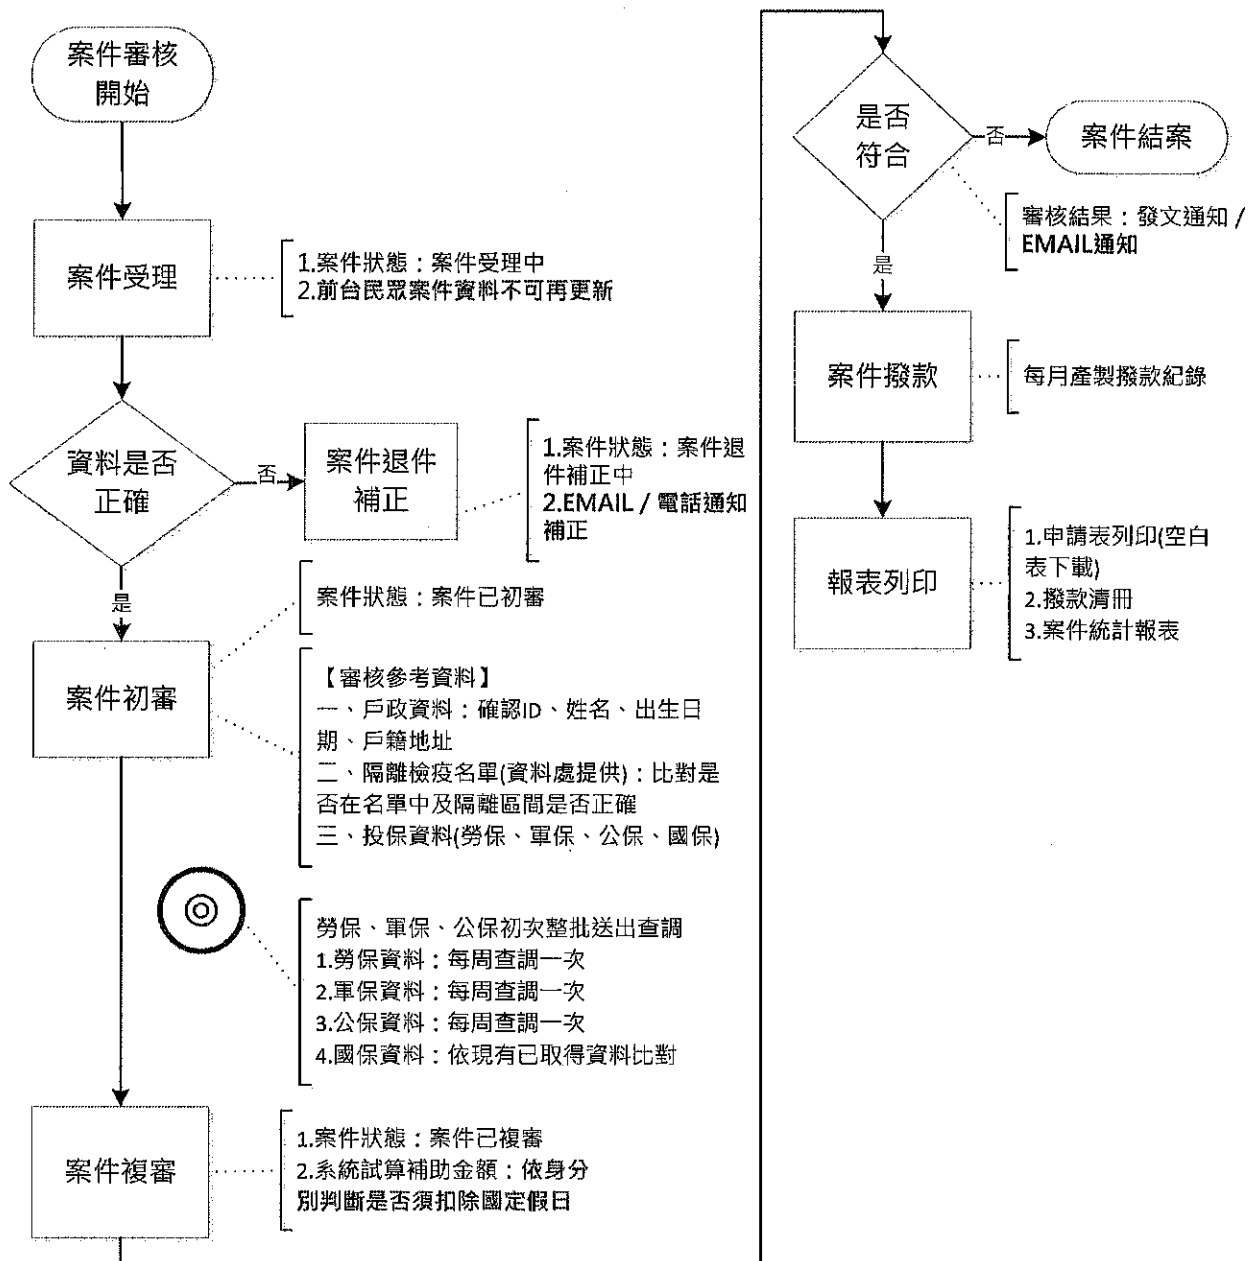 案件審核
開始
案件受理
1.案件狀態：案件受理中
2.前台民眾案件資料不可再更新
資料是否
正確
否
案件退件
補正
1.案件狀態：案件退
件補正中
2.EMAIL / 電話通知
補正
是
案件初審
案件狀態：案件已初審
【審核參考資料】
一、戶政資料：確認ID、姓名、出生日
期、戶籍地址
二、隔離檢疫名單(資料處提供)：比對是
否在名單中及隔離區間是否正確
三、投保資料(勞保、軍保、公保、國保)
勞保、軍保、公保初次整批送出查調
1.勞保資料：每周查調一次
2.軍保資料：每周查調一次
3.公保資料：每周查調一次
4.國保資料：依現有已取得資料比對
案件複審
1.案件狀態：案件已複審
2.系統試算補助金額：依身分
別判斷是否須扣除國定假日
是否
符合
否
案件結案
審核結果：發文通知 /
EMAIL通知
是
案件撥款
每月產製撥款紀錄
報表列印
1.申請表列印(空白
表下載)
2.撥款清冊
3.案件統計報表